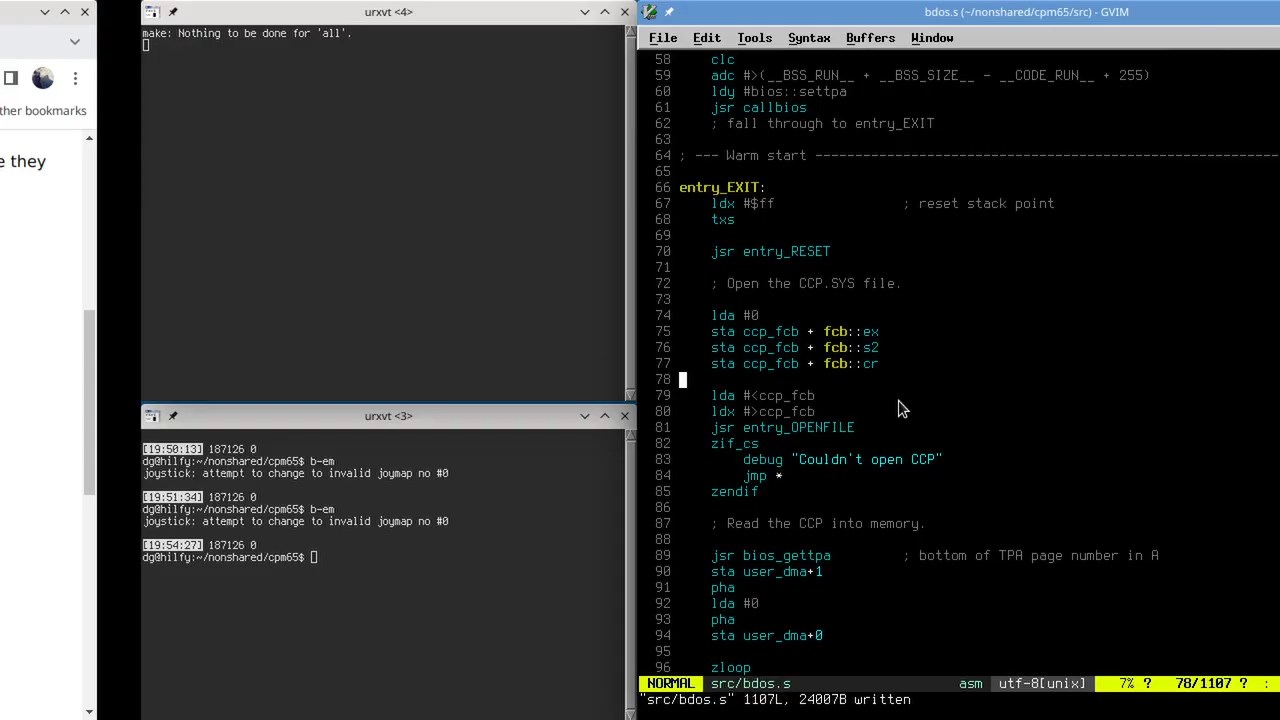 ther bookmarks
e they
urxvt <4>
make: Nothing to be done for 'all'.
urxvt <3>
[19:50:13] 187126 0
dg@hilfy:~/nonshared/cpm65$ b-em
joystick: attempt to change to invalid joymap no #0
[19:51:34] 187126 0
dg@hilfy:~/nonshared/cpm65$ b-em
joystick: attempt to change to invalid joymap no #0
[19:54:27] 187126 0
dg@hilfy:~/nonshared/cpm65$
bdos.s (~/nonshared/cpm65/src) - GVIM
File Edit Tools Syntax Buffers Window
58 clc
59 adc #>(__BSS_RUN__ + __BSS_SIZE__ - __CODE_RUN__ + 255)
60 ldy #bios::settpa
61 jsr callbios
62 ; fall through to entry_EXIT
63
64 ; --- Warm start ----------------------------------------------------------
65
66 entry_EXIT:
67 ldx #$ff ; reset stack point
68 txs
69
70 jsr entry_RESET
71
72 ; Open the CCP.SYS file.
73
74 lda #0
75 sta ccp_fcb + fcb::ex
76 sta ccp_fcb + fcb::s2
77 sta ccp_fcb + fcb::cr
78
79 lda #<ccp_fcb
80 ldx #>ccp_fcb
81 jsr entry_OPENFILE
82 zif_cs
83 debug "Couldn't open CCP"
84 jmp *
85 zendif
86
87 ; Read the CCP into memory.
88
89 jsr bios_gettpa ; bottom of TPA page number in A
90 sta user_dma+1
91 pha
92 lda #0
93 pha
94 sta user_dma+0
95
96 zloop
NORMAL src/bdos.s asm utf-8[unix] 7% ? 78/1107 ? :
"src/bdos.s" 1107L, 24007B written